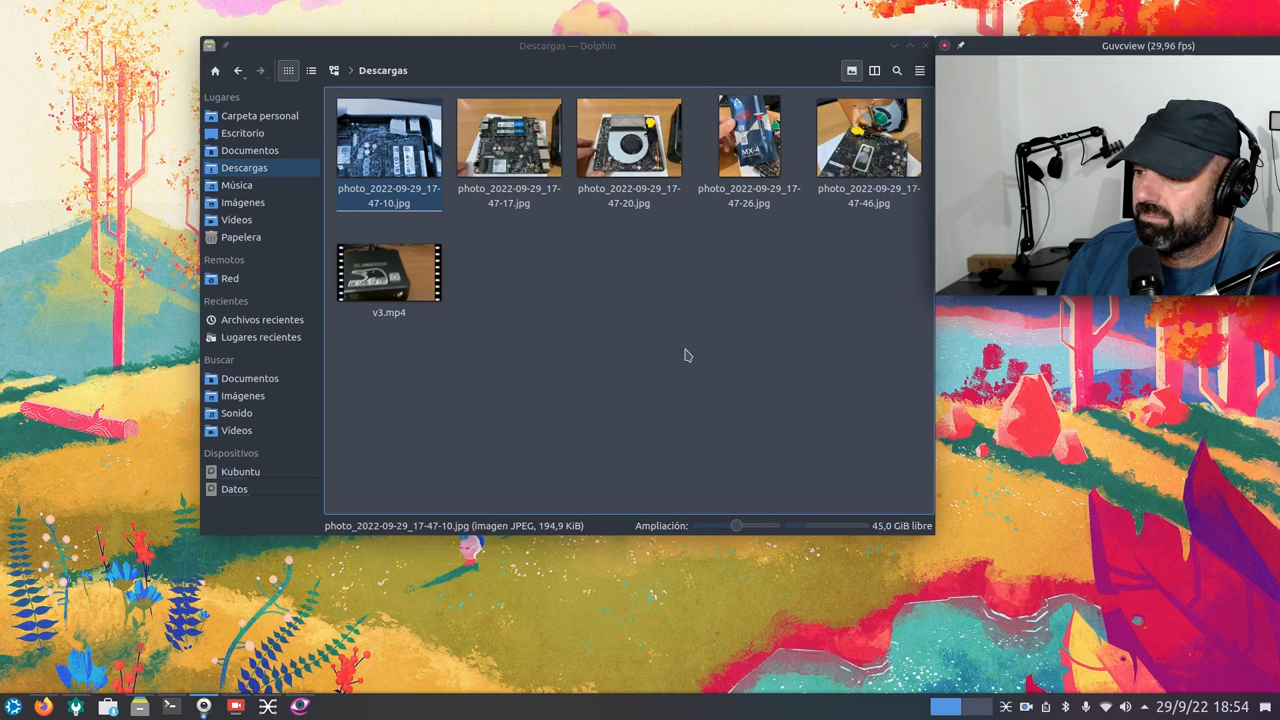 Descargas — Dolphin
Guvcview (29,96 fps)
Descargas
Lugares
Carpeta personal
Escritorio
Documentos
Descargas
Música
Imágenes
Vídeos
Papelera
Remotos
Red
Recientes
Archivos recientes
Lugares recientes
Buscar
Documentos
Imágenes
Sonido
Vídeos
Dispositivos
Kubuntu
Datos
MX-4
photo_2022-09-29_17-
47-10.jpg
photo_2022-09-29_17-
47-17.jpg
photo_2022-09-29_17-
47-20.jpg
photo_2022-09-29_17-
47-26.jpg
photo_2022-09-29_17-
47-46.jpg
SLIMBOOK
v3.mp4
photo_2022-09-29_17-47-10.jpg (imagen JPEG, 194,9 KiB)
Ampliación:
45,0 GiB libre
29/9/22 18:54